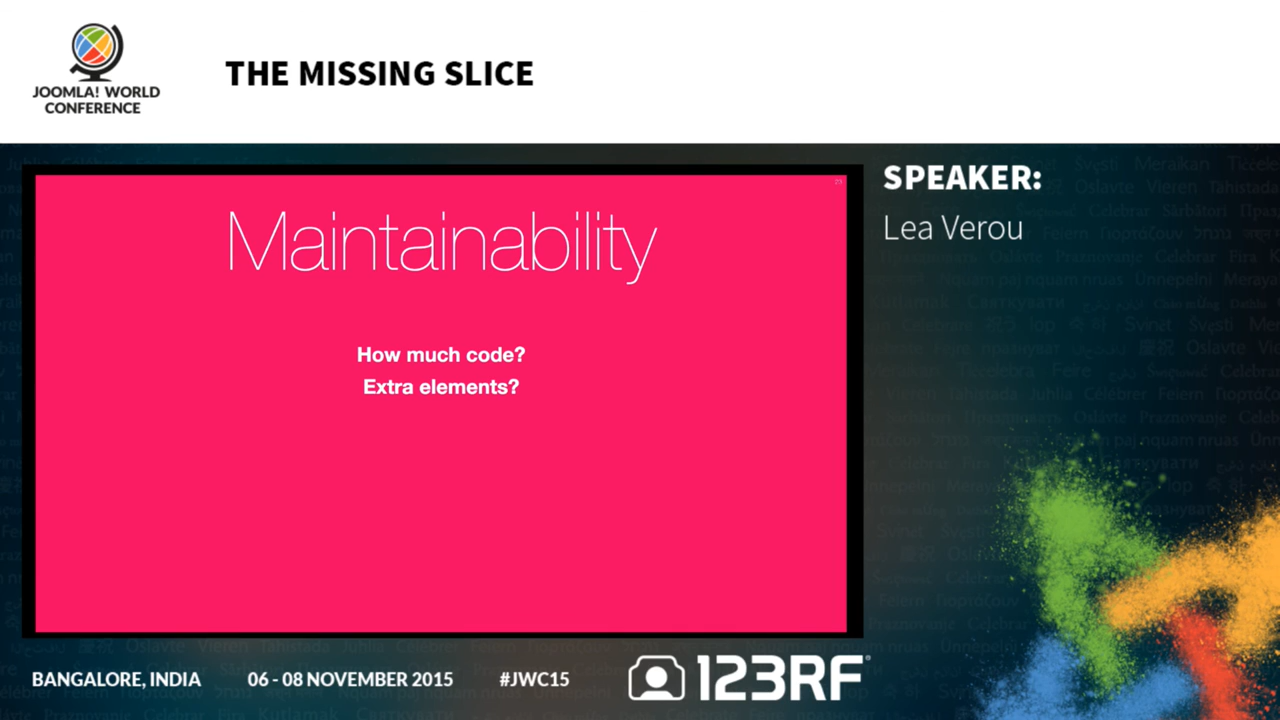 JOOMLA! WORLD
CONFERENCE
THE MISSING SLICE
Maintainability
How much code?
Extra elements?
SPEAKER:
Lea Verou
BANGALORE, INDIA
06 - 08 NOVEMBER 2015
#JWC15
123RF®